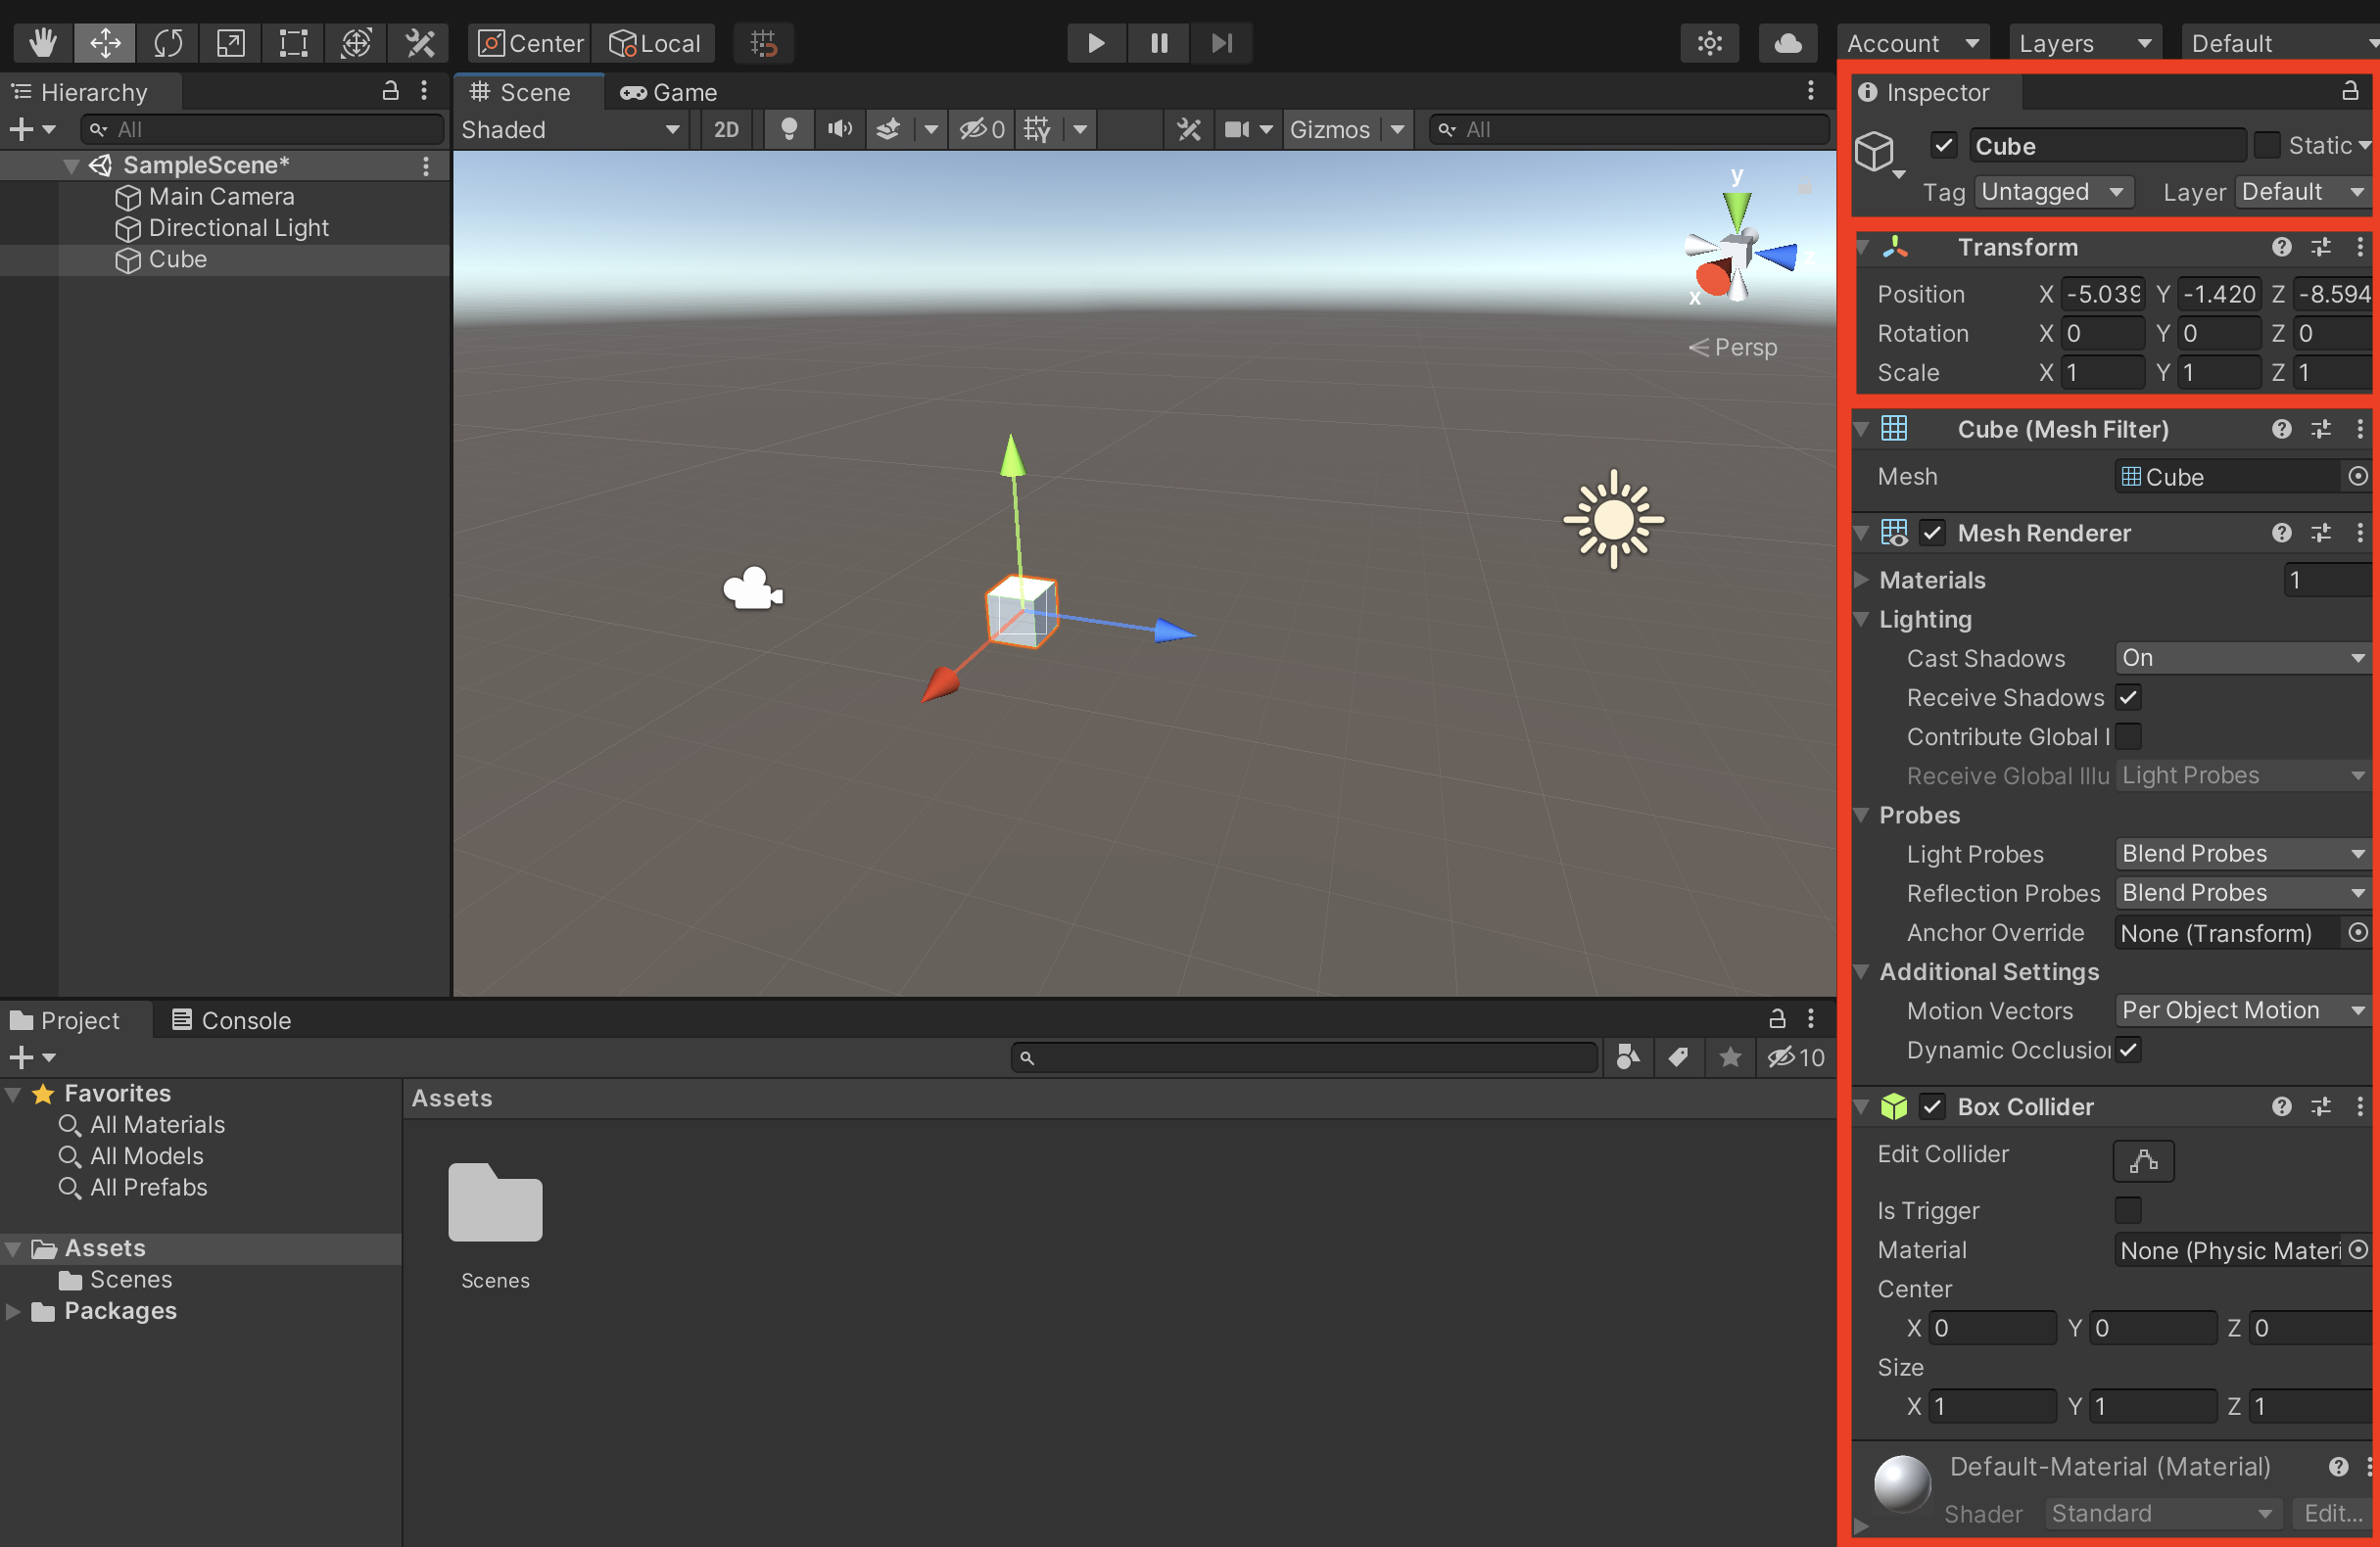 Center Local Account Layers Default
Hierarchy
All
SampleScene*
Main Camera
Directional Light
Cube
Scene Game
Shaded 2D 0 Gizmos All
y
z
x
Persp
Inspector
Cube Static
Tag Untagged Layer Default
Transform
Position X -5.039 Y -1.420 Z -8.594
Rotation X 0 Y 0 Z 0
Scale X 1 Y 1 Z 1
Cube (Mesh Filter)
Mesh Cube
Mesh Renderer
Materials 1
Lighting
Cast Shadows On
Receive Shadows
Contribute Global I
Receive Global Illu Light Probes
Probes
Light Probes Blend Probes
Reflection Probes Blend Probes
Anchor Override None (Transform)
Additional Settings
Motion Vectors Per Object Motion
Dynamic Occlusion
Box Collider
Edit Collider
Is Trigger
Material None (Physic Materi
Center
X 0 Y 0 Z 0
Size
X 1 Y 1 Z 1
Default-Material (Material)
Shader Standard Edit...
Project Console
10
Favorites
All Materials
All Models
All Prefabs
Assets
Scenes
Packages
Assets
Scenes